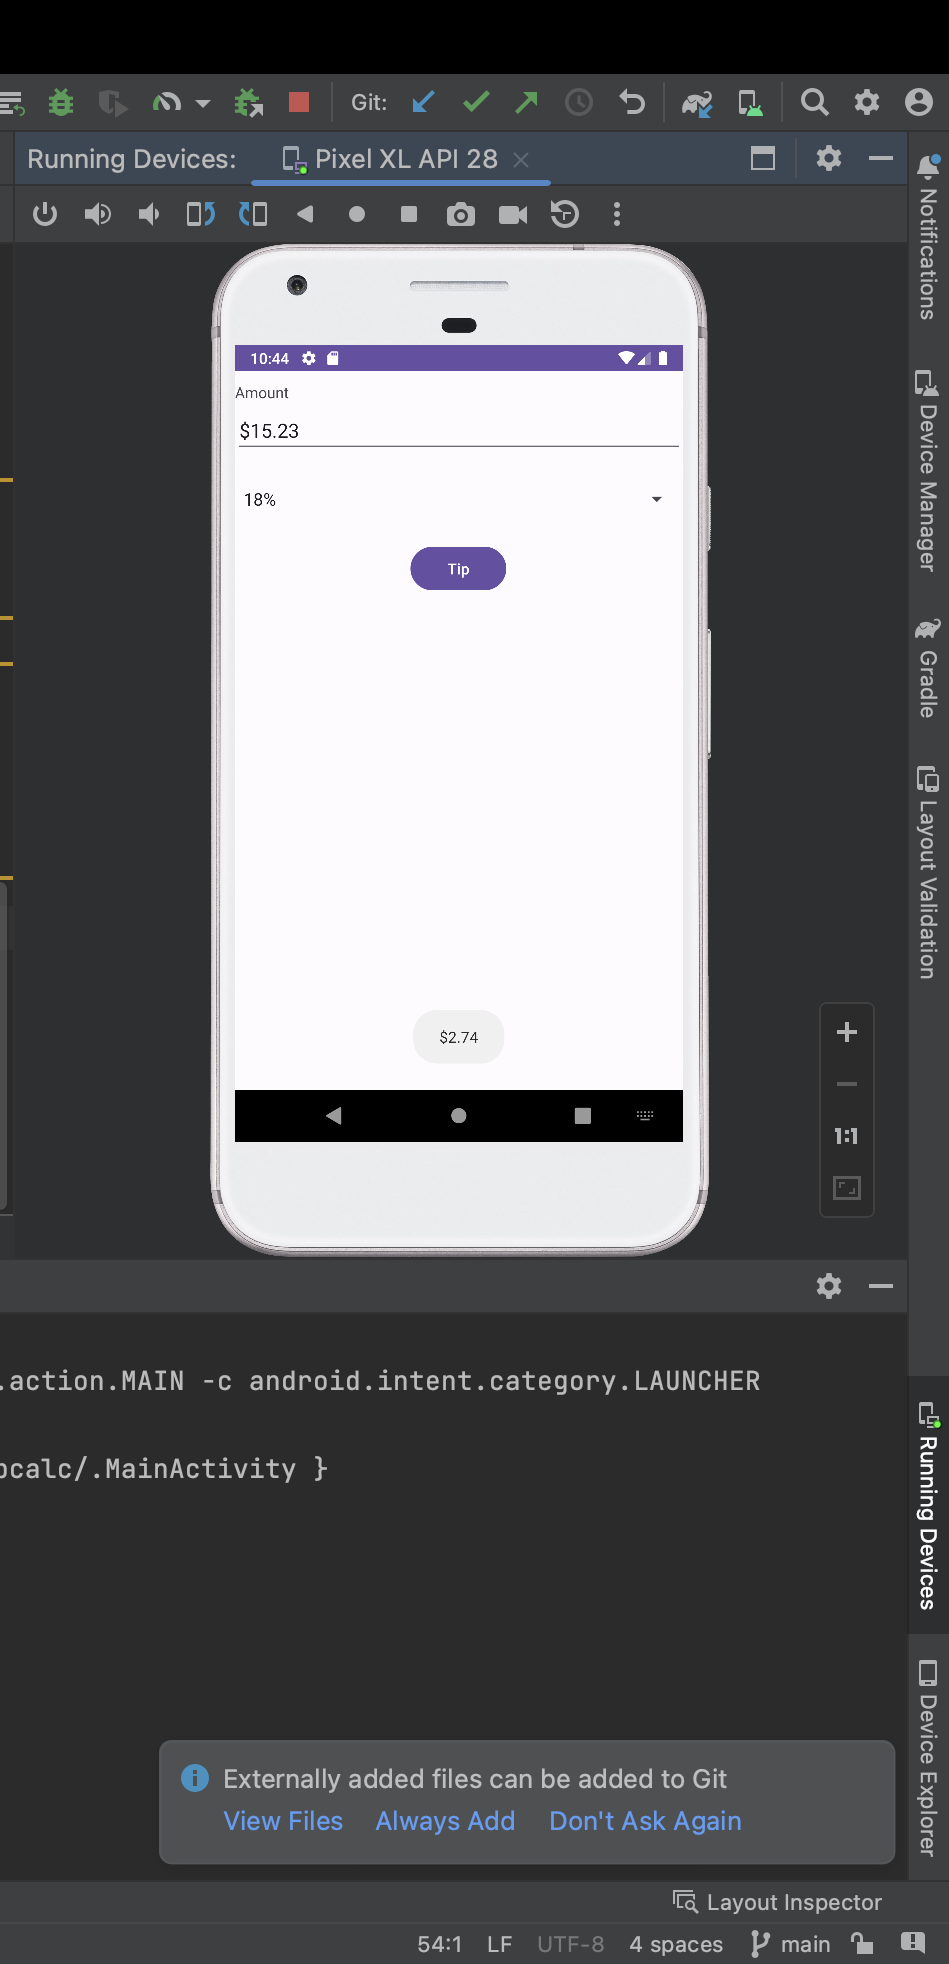 Git:
Running Devices: Pixel XL API 28
10:44
Amount
$15.23
18%
Tip
$2.74
1:1
.action.MAIN -c android.intent.category.LAUNCHER
calc/.MainActivity }
Externally added files can be added to Git
View Files Always Add Don't Ask Again
Layout Inspector
54:1 LF UTF-8 4 spaces main
Notifications
Device Manager
Gradle
Layout Validation
Running Devices
Device Explorer